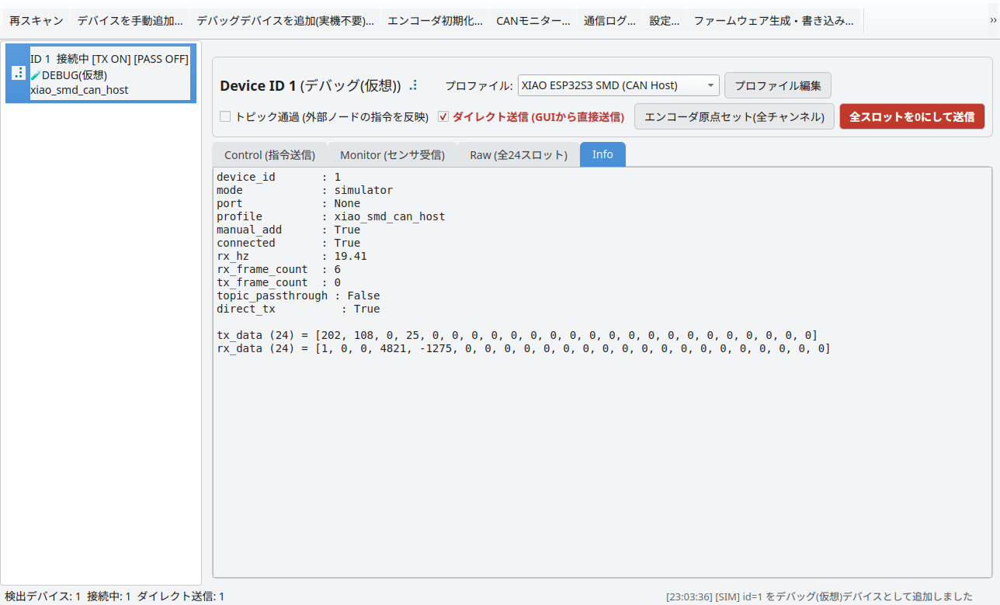 再スキャン デバイスを手動追加... デバッグデバイスを追加(実機不要)... エンコーダ初期化... CANモニター... 通信ログ... 設定... ファームウェア生成・書き込み... »
ID 1 接続中 [TX ON] [PASS OFF]
🧪DEBUG(仮想)
xiao_smd_can_host
Device ID 1 (デバッグ(仮想)) プロファイル: XIAO ESP32S3 SMD (CAN Host) プロファイル編集
トピック通過 (外部ノードの指令を反映) ダイレクト送信 (GUIから直接送信) エンコーダ原点セット(全チャンネル) 全スロットを0にして送信
Control (指令送信) Monitor (センサ受信) Raw (全24スロット) Info
device_id : 1
mode : simulator
port : None
profile : xiao_smd_can_host
manual_add : True
connected : True
rx_hz : 19.41
rx_frame_count : 6
tx_frame_count : 0
topic_passthrough : False
direct_tx : True
tx_data (24) = [202, 108, 0, 25, 0, 0, 0, 0, 0, 0, 0, 0, 0, 0, 0, 0, 0, 0, 0, 0, 0, 0, 0, 0]
rx_data (24) = [1, 0, 0, 4821, -1275, 0, 0, 0, 0, 0, 0, 0, 0, 0, 0, 0, 0, 0, 0, 0, 0, 0, 0, 0]
検出デバイス: 1 接続中: 1 ダイレクト送信: 1 [23:03:36] [SIM] id=1 をデバッグ(仮想)デバイスとして追加しました